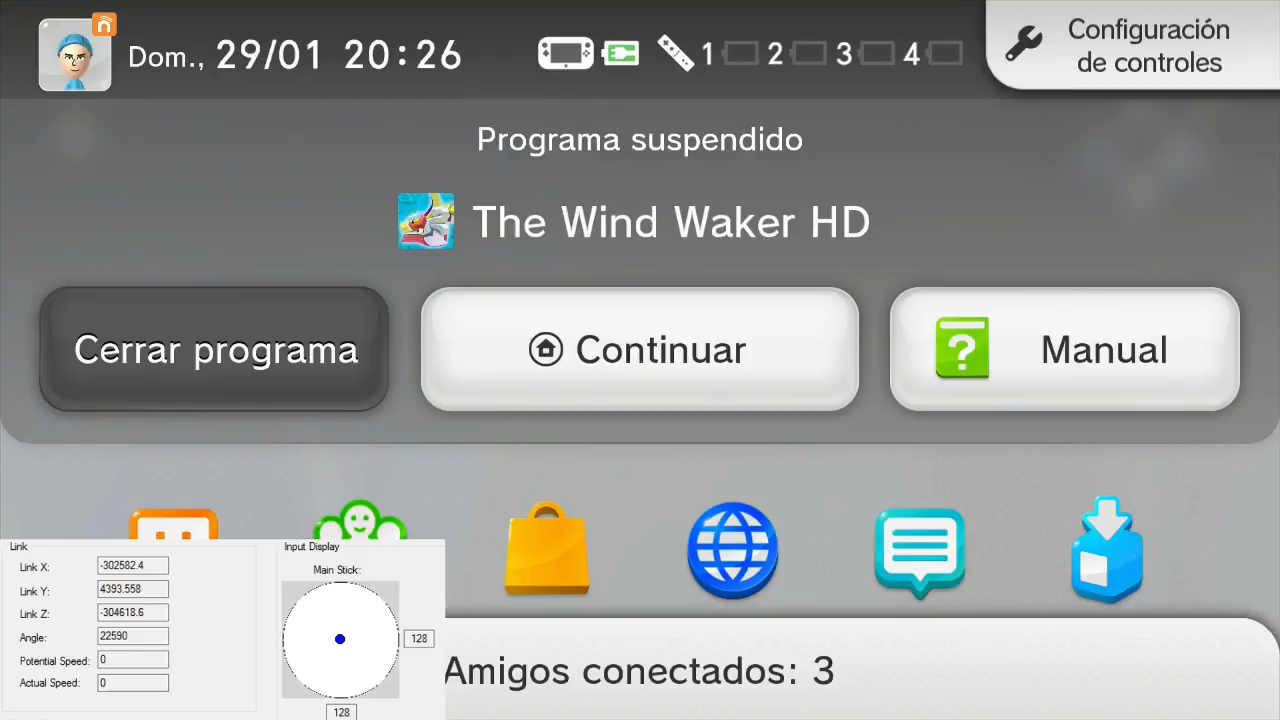 Dom., 29/01 20:26
1 2 3 4
Configuración
de controles
Programa suspendido
The Wind Waker HD
Cerrar programa
Continuar
? Manual
Link
Link X: -302582.4
Link Y: 4393.558
Link Z: -304618.6
Angle: 22590
Potential Speed: 0
Actual Speed: 0
Input Display
Main Stick:
128
128
Amigos conectados: 3